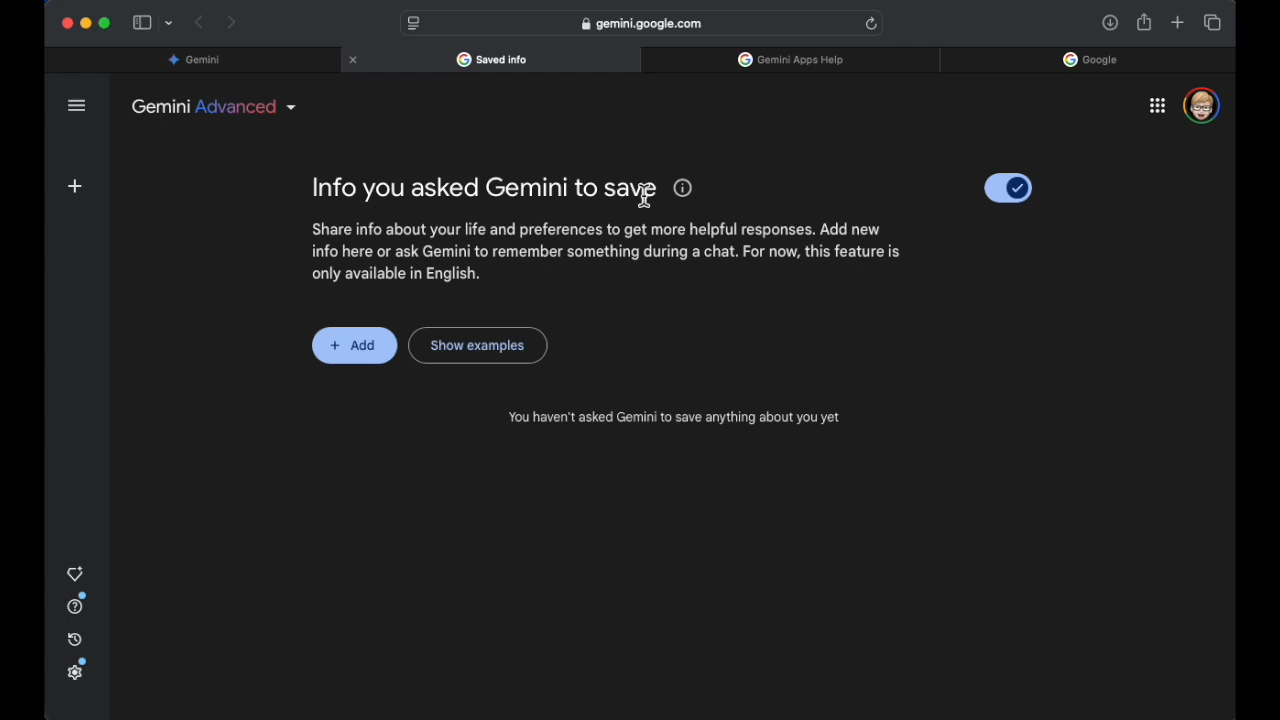 gemini.google.com
Gemini
Saved info
Gemini Apps Help
Google
Gemini Advanced
Info you asked Gemini to save
Share info about your life and preferences to get more helpful responses. Add new
info here or ask Gemini to remember something during a chat. For now, this feature is
only available in English.
+ Add
Show examples
You haven't asked Gemini to save anything about you yet